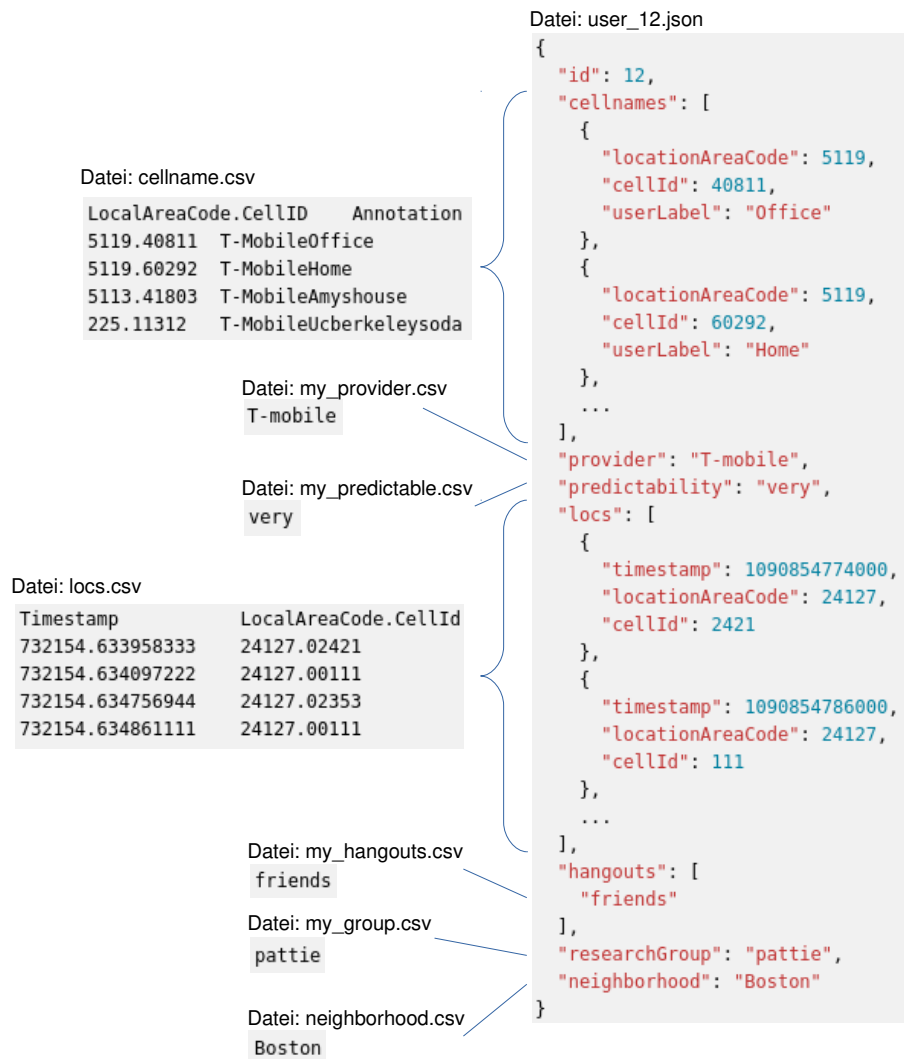 Datei: cellname.csv
LocalAreaCode.CellID Annotation
5119.40811 T-MobileOffice
5119.60292 T-MobileHome
5113.41803 T-MobileAmyshouse
225.11312 T-MobileUcberkeleysoda
Datei: my_provider.csv
T-mobile
Datei: my_predictable.csv
very
Datei: locs.csv
Timestamp LocalAreaCode.CellId
732154.633958333 24127.02421
732154.634097222 24127.00111
732154.634756944 24127.02353
732154.634861111 24127.00111
Datei: my_hangouts.csv
friends
Datei: my_group.csv
pattie
Datei: neighborhood.csv
Boston
Datei: user_12.json
{
"id": 12,
"cellnames": [
{
"locationAreaCode": 5119,
"cellId": 40811,
"userLabel": "Office"
},
{
"locationAreaCode": 5119,
"cellId": 60292,
"userLabel": "Home"
},
...
],
"provider": "T-mobile",
"predictability": "very",
"locs": [
{
"timestamp": 1090854774000,
"locationAreaCode": 24127,
"cellId": 2421
},
{
"timestamp": 1090854786000,
"locationAreaCode": 24127,
"cellId": 111
},
...
],
"hangouts": [
"friends"
],
"researchGroup": "pattie",
"neighborhood": "Boston"
}